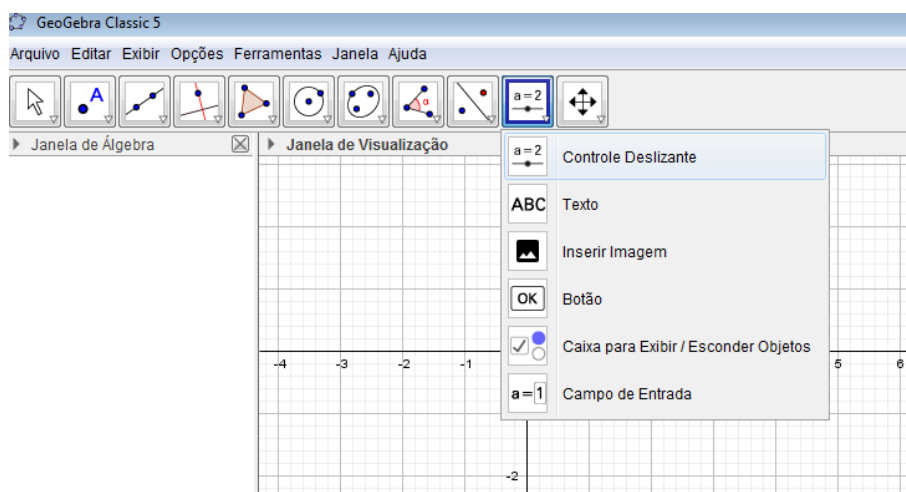 GeoGebra Classic 5
Arquivo Editar Exibir Opções Ferramentas Janela Ajuda
A
α
a=2
Janela de Álgebra
Janela de Visualização
a=2 Controle Deslizante
ABC Texto
Inserir Imagem
OK Botão
Caixa para Exibir / Esconder Objetos
a=1 Campo de Entrada
-4 -3 -2 -1 5 6
-2